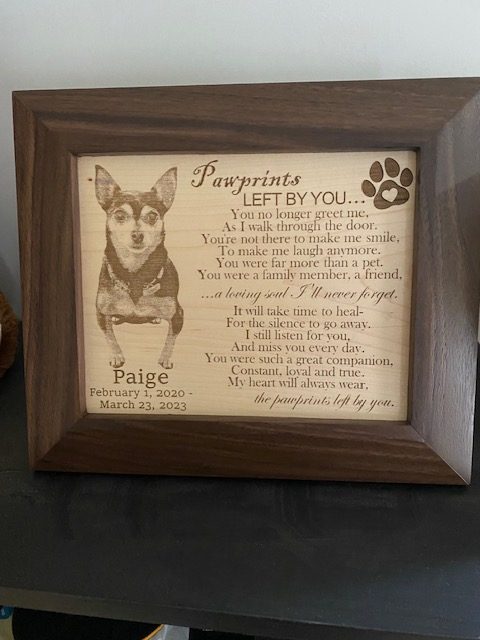 Pawprints
LEFT BY YOU...
You no longer greet me,
As I walk through the door.
You're not there to make me smile,
To make me laugh anymore.
You were far more than a pet.
You were a family member, a friend,
...a loving soul I'll never forget.
It will take time to heal-
For the silence to go away.
I still listen for you,
And miss you every day.
You were such a great companion,
Constant, loyal and true.
My heart will always wear,
the pawprints left by you.
Paige
February 1, 2020 -
March 23, 2023